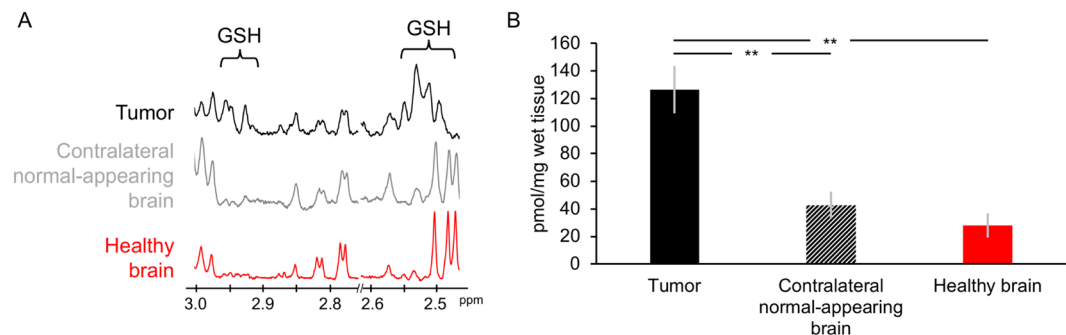 A
GSH
GSH
Tumor
Contralateral
normal-appearing
brain
Healthy
brain
3.0 2.9 2.8 2.6 2.5 ppm
B
pmol/mg wet tissue
160
140
120
100
80
60
40
20
0
**
**
Tumor
Contralateral
normal-appearing
brain
Healthy brain